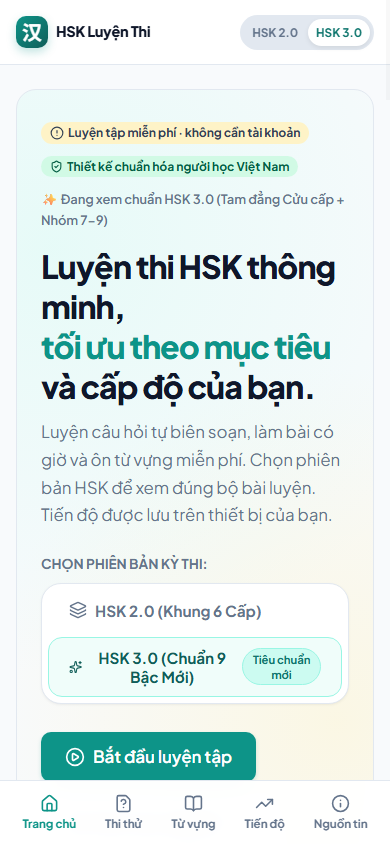 汉 HSK Luyện Thi
HSK 2.0 HSK 3.0
Luyện tập miễn phí · không cần tài khoản
Thiết kế chuẩn hóa người học Việt Nam
✨ Đang xem chuẩn HSK 3.0 (Tam đẳng Cửu cấp +
Nhóm 7–9)
Luyện thi HSK thông
minh,
tối ưu theo mục tiêu
và cấp độ của bạn.
Luyện câu hỏi tự biên soạn, làm bài có
giờ và ôn từ vựng miễn phí. Chọn phiên
bản HSK để xem đúng bộ bài luyện.
Tiến độ được lưu trên thiết bị của bạn.
CHỌN PHIÊN BẢN KỲ THI:
HSK 2.0 (Khung 6 Cấp)
HSK 3.0 (Chuẩn 9
Bậc Mới)
Tiêu chuẩn
mới
Bắt đầu luyện tập
Trang chủ Thi thử Từ vựng Tiến độ Nguồn tin